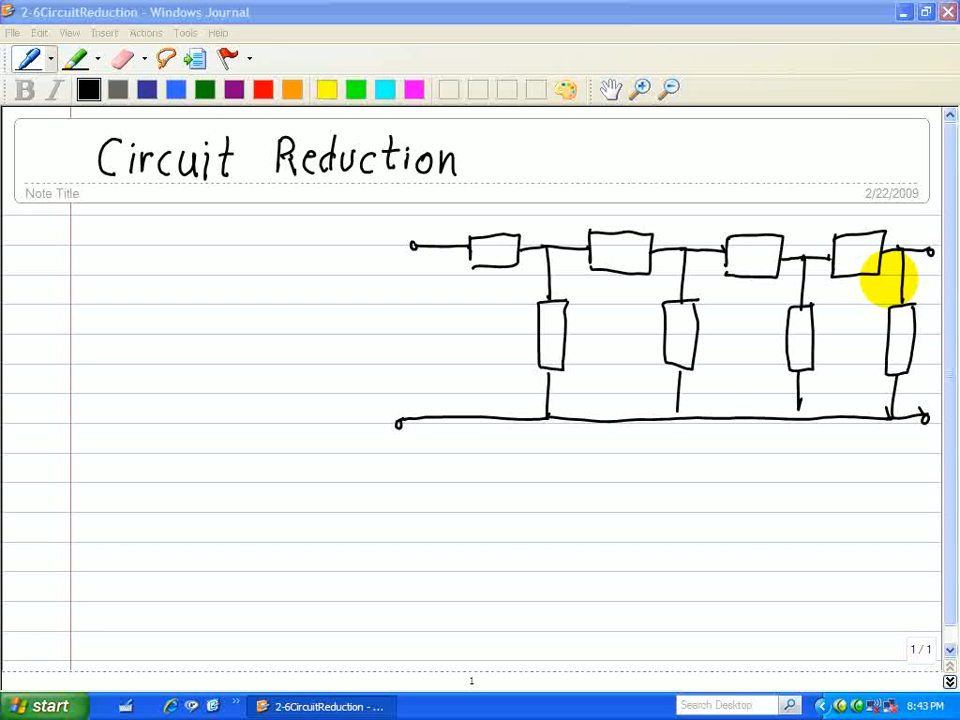 2-6CircuitReduction - Windows Journal
File Edit View Insert Actions Tools Help
B I
Circuit Reduction
Note Title
2/22/2009
1 / 1
1
start
2-6CircuitReduction - ...
Search Desktop
8:43 PM